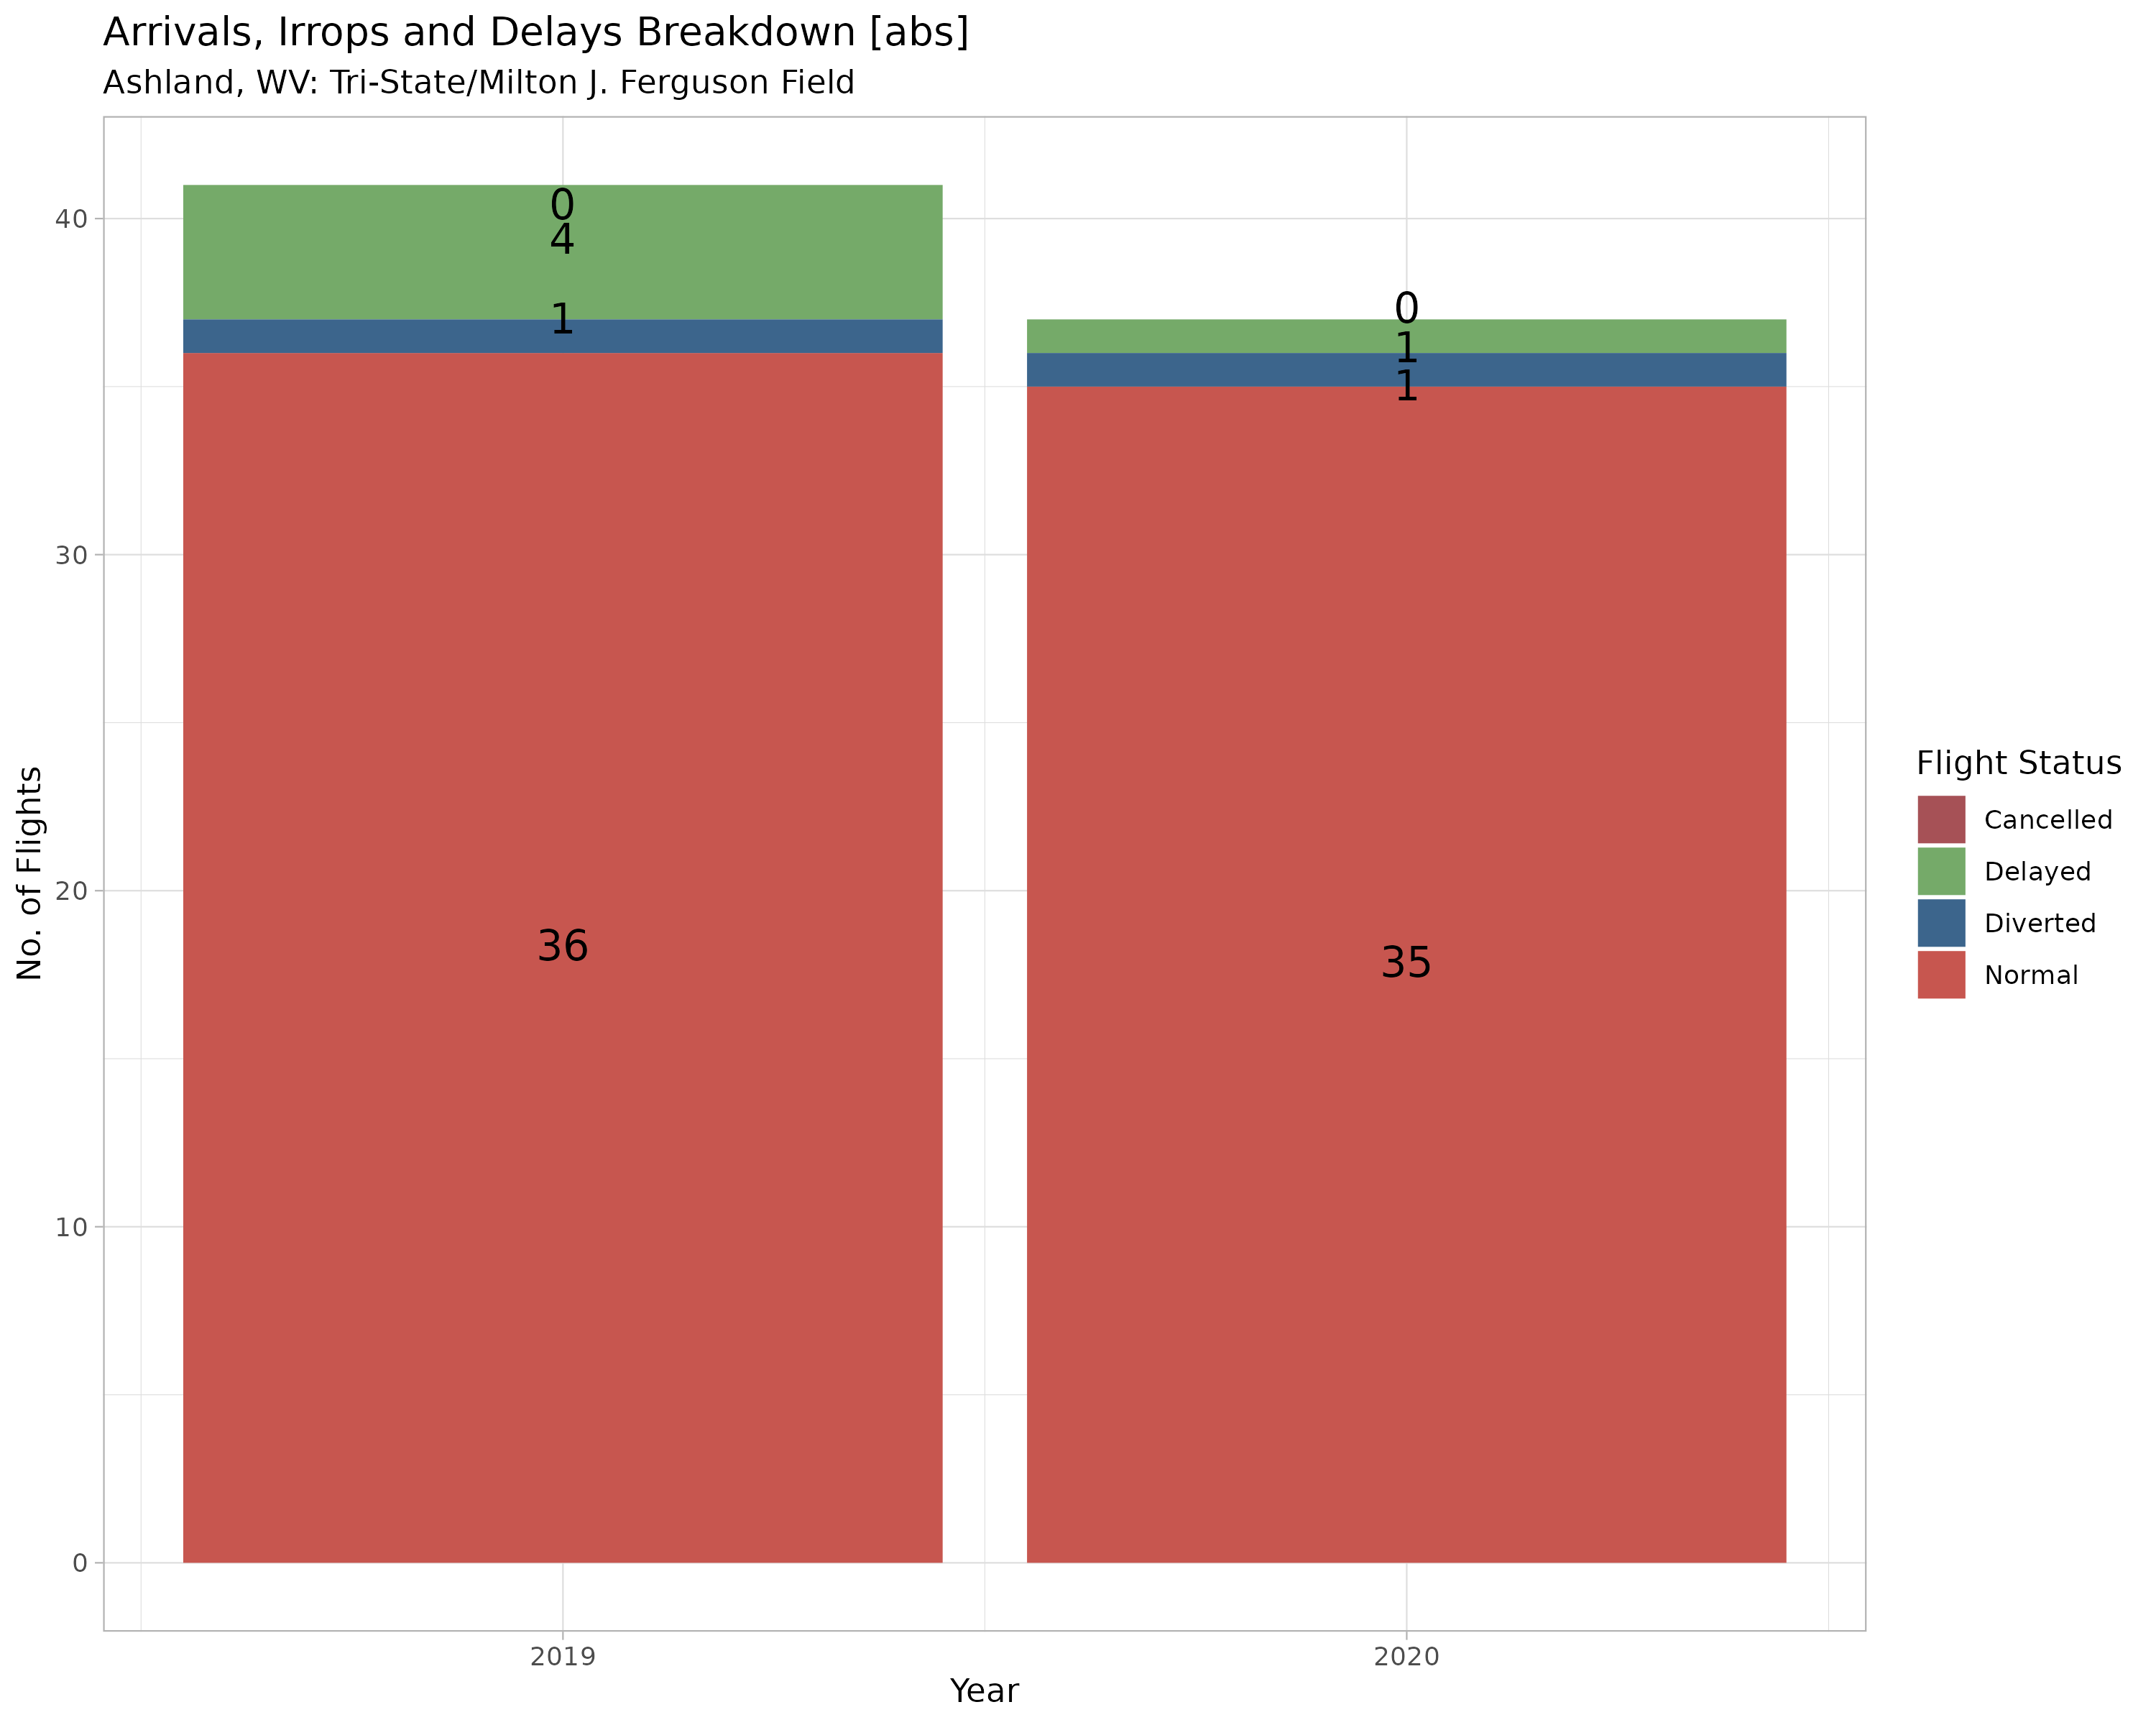 Arrivals, Irrops and Delays Breakdown [abs]
Ashland, WV: Tri-State/Milton J. Ferguson Field
No. of Flights
40
30
20
10
0
0
4
1
36
0
1
1
35
2019
2020
Year
Flight Status
Cancelled
Delayed
Diverted
Normal